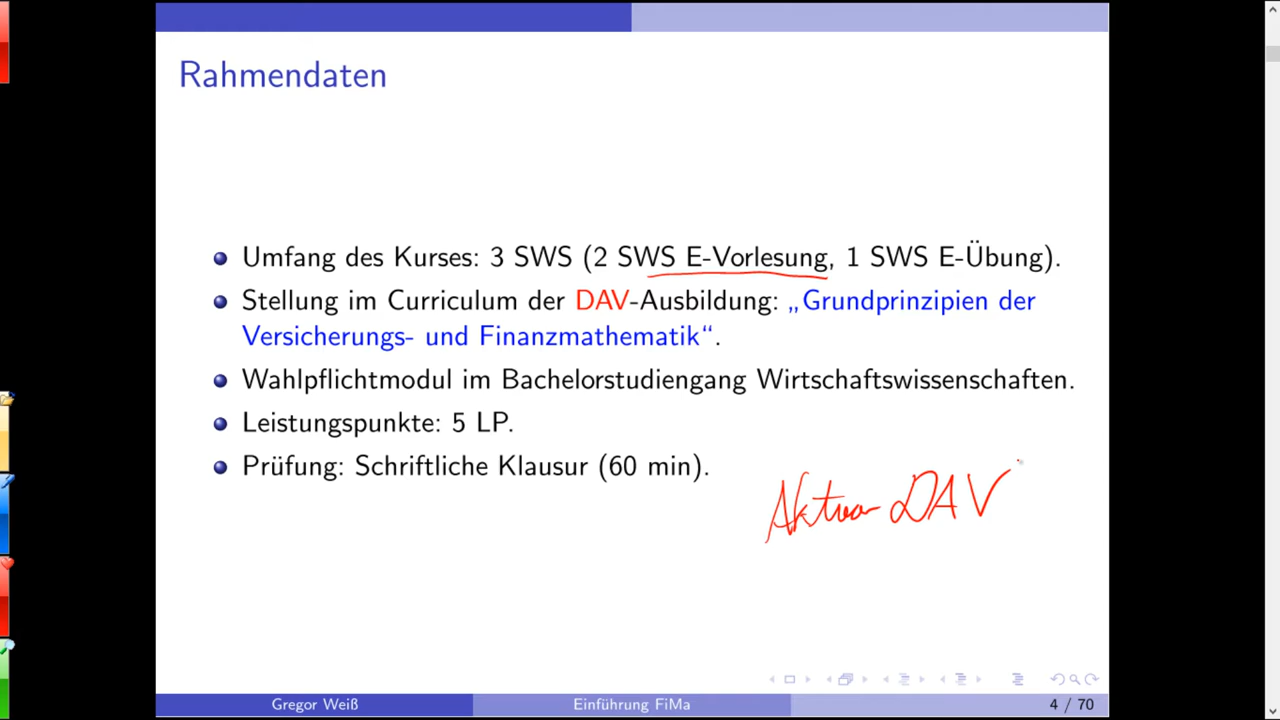 Rahmendaten
Umfang des Kurses: 3 SWS (2 SWS E-Vorlesung, 1 SWS E-Übung).
Stellung im Curriculum der DAV-Ausbildung: „Grundprinzipien der
Versicherungs- und Finanzmathematik“.
Wahlpflichtmodul im Bachelorstudiengang Wirtschaftswissenschaften.
Leistungspunkte: 5 LP.
Prüfung: Schriftliche Klausur (60 min).
Aktuar DAV
Gregor Weiß Einführung FiMa 4 / 70